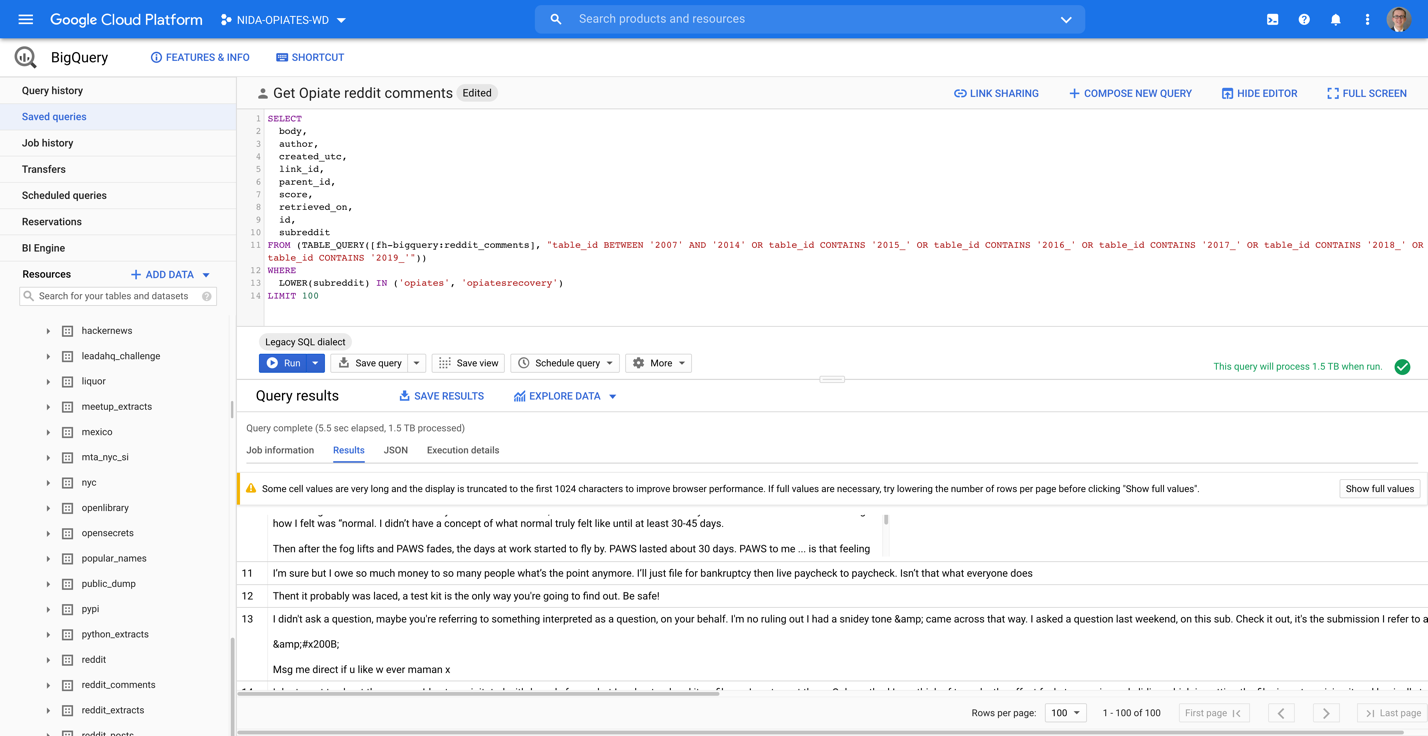 Google Cloud Platform NIDA-OPIATES-WD Search products and resources
BigQuery FEATURES & INFO SHORTCUT
Query history
Saved queries
Job history
Transfers
Scheduled queries
Reservations
BI Engine
Resources + ADD DATA
Search for your tables and datasets
hackernews
leadahq_challenge
liquor
meetup_extracts
mexico
mta_nyc_si
nyc
openlibrary
opensecrets
popular_names
public_dump
pypi
python_extracts
reddit
reddit_comments
reddit_extracts
reddit_posts
Get Opiate reddit comments Edited LINK SHARING + COMPOSE NEW QUERY HIDE EDITOR FULL SCREEN
1 SELECT
2 body,
3 author,
4 created_utc,
5 link_id,
6 parent_id,
7 score,
8 retrieved_on,
9 id,
10 subreddit
11 FROM (TABLE_QUERY([fh-bigquery:reddit_comments], "table_id BETWEEN '2007' AND '2014' OR table_id CONTAINS '2015_' OR table_id CONTAINS '2016_' OR table_id CONTAINS '2017_' OR table_id CONTAINS '2018_' OR
table_id CONTAINS '2019_'"))
12 WHERE
13 LOWER(subreddit) IN ('opiates', 'opiatesrecovery')
14 LIMIT 100
Legacy SQL dialect
Run Save query Save view Schedule query More
This query will process 1.5 TB when run.
Query results SAVE RESULTS EXPLORE DATA
Query complete (5.5 sec elapsed, 1.5 TB processed)
Job information Results JSON Execution details
Some cell values are very long and the display is truncated to the first 1024 characters to improve browser performance. If full values are necessary, try lowering the number of rows per page before clicking "Show full values". Show full values
how I felt was “normal. I didn’t have a concept of what normal truly felt like until at least 30-45 days.
Then after the fog lifts and PAWS fades, the days at work started to fly by. PAWS lasted about 30 days. PAWS to me ... is that feeling
11 I’m sure but I owe so much money to so many people what’s the point anymore. I’ll just file for bankruptcy then live paycheck to paycheck. Isn’t that what everyone does
12 Thent it probably was laced, a test kit is the only way you're going to find out. Be safe!
13 I didn't ask a question, maybe you're referring to something interpreted as a question, on your behalf. I'm no ruling out I had a snidey tone &amp; came across that way. I asked a question last weekend, on this sub. Check it out, it's the submission I refer to a
&amp;#x200B;
Msg me direct if u like w ever maman x
Rows per page: 100 1 - 100 of 100 First page Last page